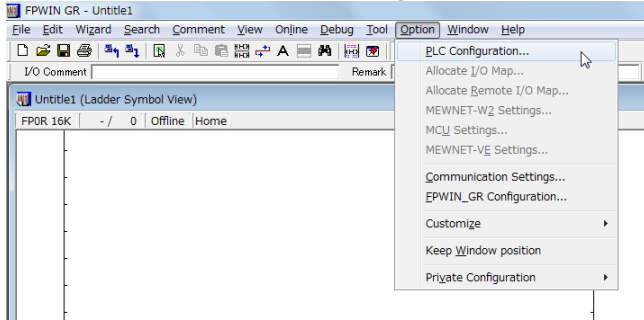 FPWIN GR - Untitle1
File Edit Wizard Search Comment View Online Debug Tool Option Window Help
I/O Comment Remark
Untitle1 (Ladder Symbol View)
FP0R 16K - / 0 Offline Home
PLC Configuration...
Allocate I/O Map...
Allocate Remote I/O Map...
MEWNET-W2 Settings...
MCU Settings...
MEWNET-VE Settings...
Communication Settings...
FPWIN_GR Configuration...
Customize
Keep Window position
Private Configuration